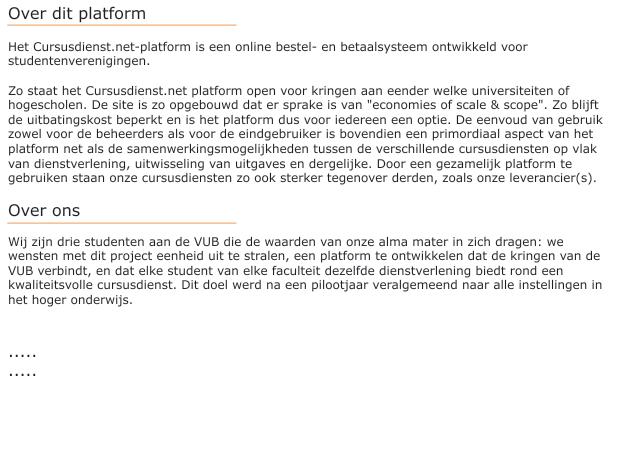 Over dit platform
Het Cursusdienst.net-platform is een online bestel- en betaalsysteem ontwikkeld voor
studentenverenigingen.
Zo staat het Cursusdienst.net platform open voor kringen aan eender welke universiteiten of
hogescholen. De site is zo opgebouwd dat er sprake is van "economies of scale & scope". Zo blijft
de uitbatingskost beperkt en is het platform dus voor iedereen een optie. De eenvoud van gebruik
zowel voor de beheerders als voor de eindgebruiker is bovendien een primordiaal aspect van het
platform net als de samenwerkingsmogelijkheden tussen de verschillende cursusdiensten op vlak
van dienstverlening, uitwisseling van uitgaves en dergelijke. Door een gezamelijk platform te
gebruiken staan onze cursusdiensten zo ook sterker tegenover derden, zoals onze leverancier(s).
Over ons
Wij zijn drie studenten aan de VUB die de waarden van onze alma mater in zich dragen: we
wensten met dit project eenheid uit te stralen, een platform te ontwikkelen dat de kringen van de
VUB verbindt, en dat elke student van elke faculteit dezelfde dienstverlening biedt rond een
kwaliteitsvolle cursusdienst. Dit doel werd na een pilootjaar veralgemeend naar alle instellingen in
het hoger onderwijs.
.....
.....